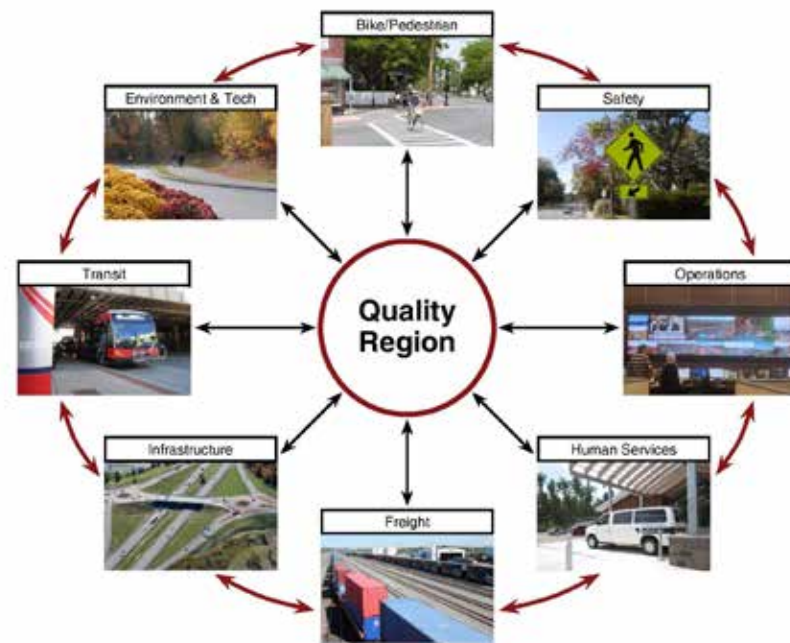 Bike/Pedestrian
Environment & Tech
Safety
Transit
Quality
Region
Operations
Infrastructure
Human Services
Freight